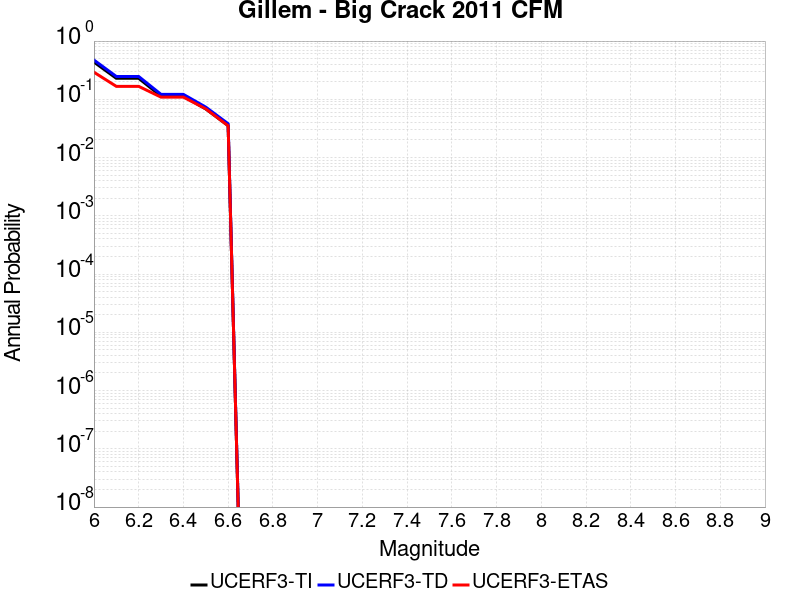 Gillem - Big Crack 2011 CFM
Annual Probability
10^0
10^-1
10^-2
10^-3
10^-4
10^-5
10^-6
10^-7
10^-8
6 6.2 6.4 6.6 6.8 7 7.2 7.4 7.6 7.8 8 8.2 8.4 8.6 8.8 9
Magnitude
UCERF3-TI UCERF3-TD UCERF3-ETAS